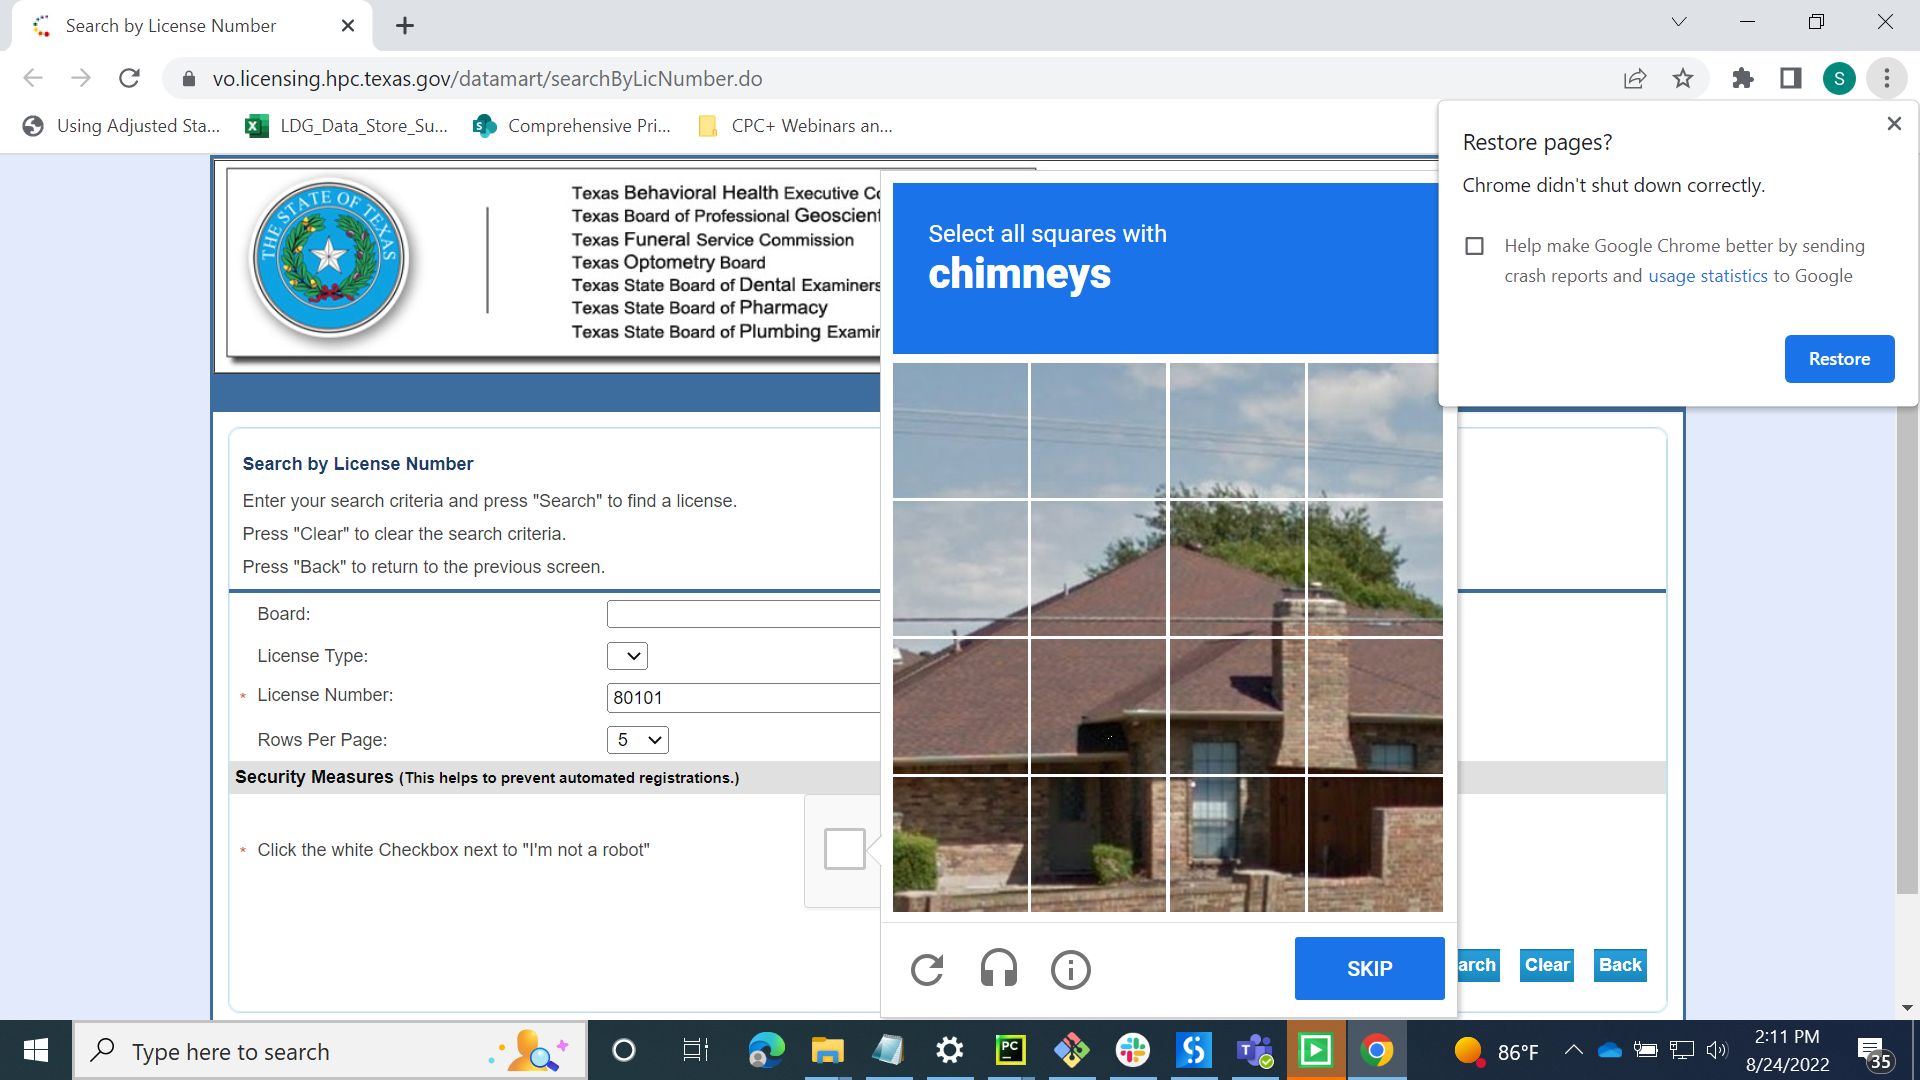 Search by License Number
vo.licensing.hpc.texas.gov/datamart/searchByLicNumber.do
S
Using Adjusted Sta...
LDG_Data_Store_Su...
Comprehensive Pri...
CPC+ Webinars an...
Restore pages?
Chrome didn't shut down correctly.
Help make Google Chrome better by sending
crash reports and usage statistics to Google
Restore
THE STATE OF TEXAS
Texas Behavioral Health Executive Co
Texas Board of Professional Geoscient
Texas Funeral Service Commission
Texas Optometry Board
Texas State Board of Dental Examiners
Texas State Board of Pharmacy
Texas State Board of Plumbing Examin
Select all squares with
chimneys
Search by License Number
Enter your search criteria and press "Search" to find a license.
Press "Clear" to clear the search criteria.
Press "Back" to return to the previous screen.
Board:
License Type:
* License Number:
80101
Rows Per Page:
5
Security Measures (This helps to prevent automated registrations.)
* Click the white Checkbox next to "I'm not a robot"
SKIP
arch
Clear
Back
Type here to search
PC
86°F
2:11 PM
8/24/2022
35